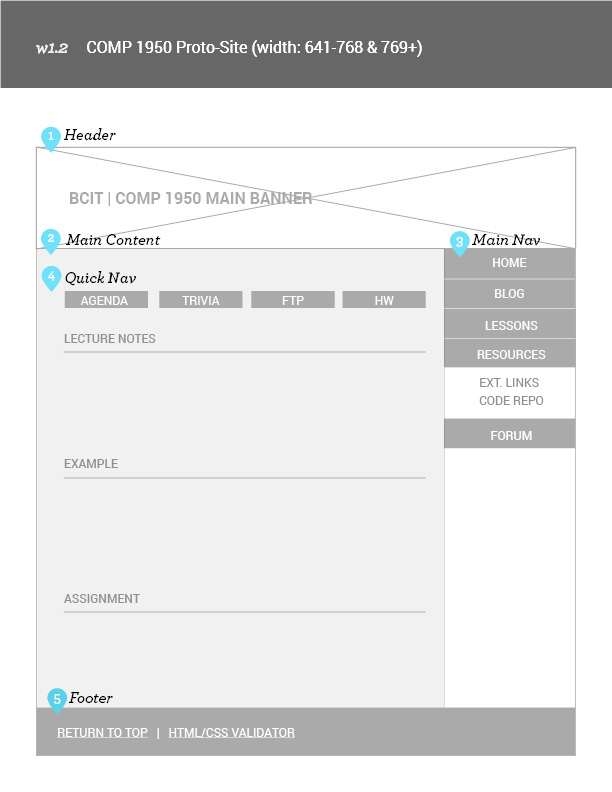 w1.2 COMP 1950 Proto-Site (width: 641-768 & 769+)
1 Header
BCIT | COMP 1950 MAIN BANNER
2 Main Content
3 Main Nav
4 Quick Nav
AGENDA TRIVIA FTP HW
LECTURE NOTES
EXAMPLE
ASSIGNMENT
HOME
BLOG
LESSONS
RESOURCES
EXT. LINKS
CODE REPO
FORUM
5 Footer
RETURN TO TOP | HTML/CSS VALIDATOR